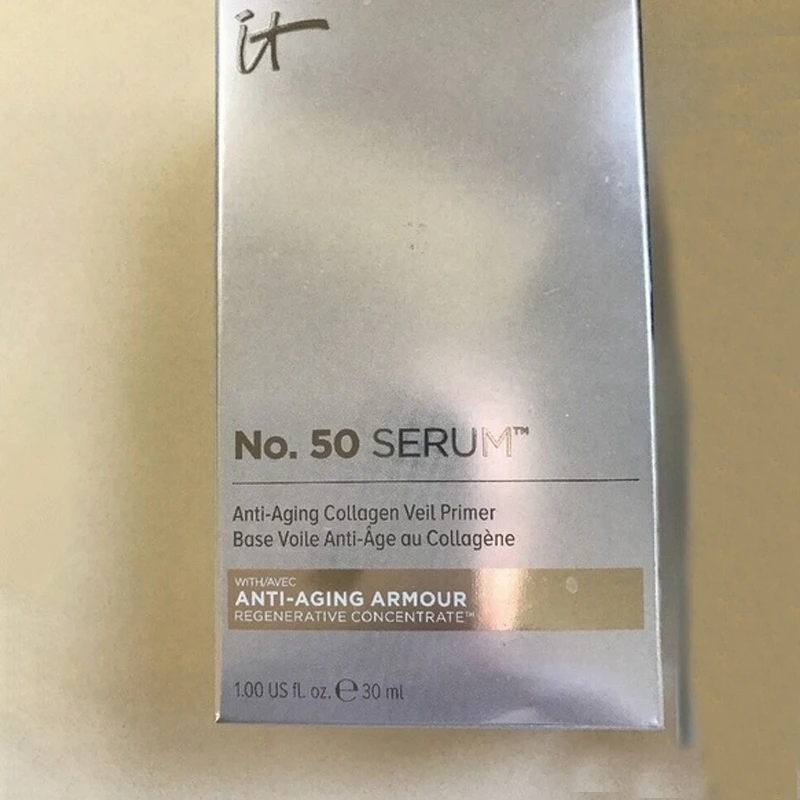 it
No. 50 SERUM™
Anti-Aging Collagen Veil Primer
Base Voile Anti-Âge au Collagène
WITH/AVEC
ANTI-AGING ARMOUR
REGENERATIVE CONCENTRATE™
1.00 US fl. oz. ℮ 30 ml